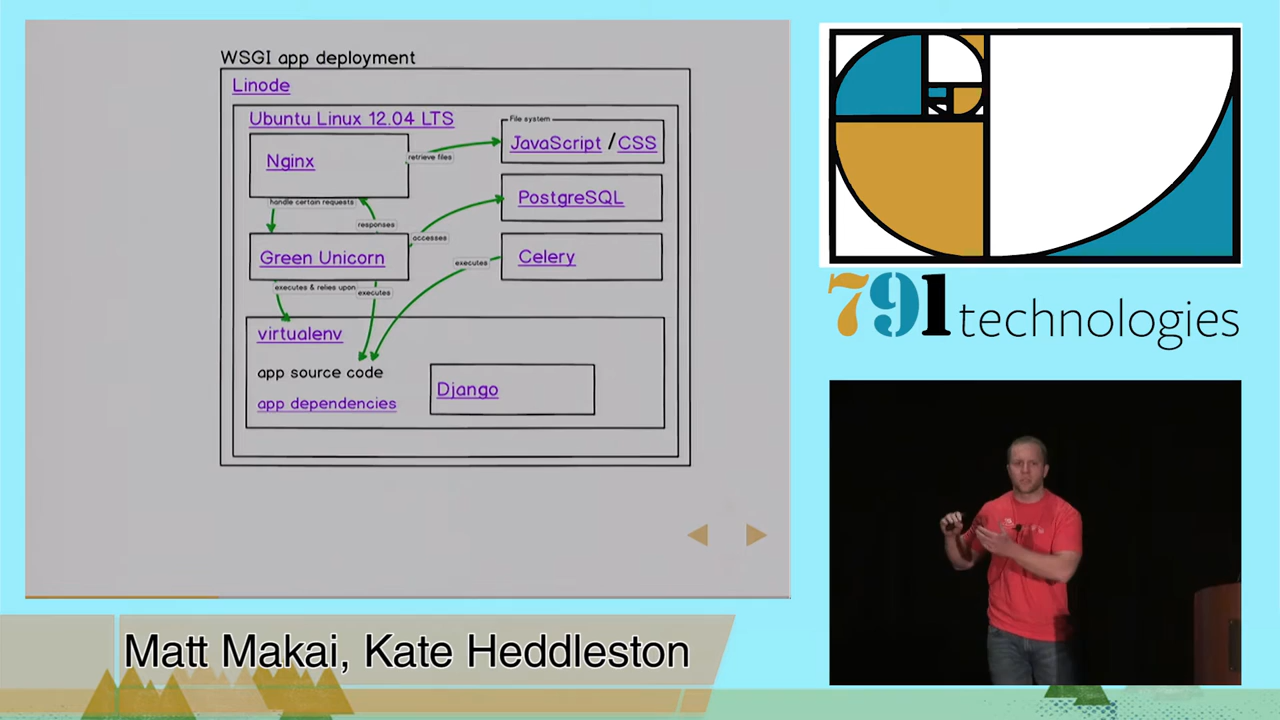 WSGI app deployment
Linode
Ubuntu Linux 12.04 LTS
Nginx
retrieve files
File system
JavaScript / CSS
PostgreSQL
handle certain requests
responses
accesses
Green Unicorn
executes
Celery
executes & relies upon
executes
virtualenv
app source code
app dependencies
Django
791 technologies
Matt Makai, Kate Heddleston